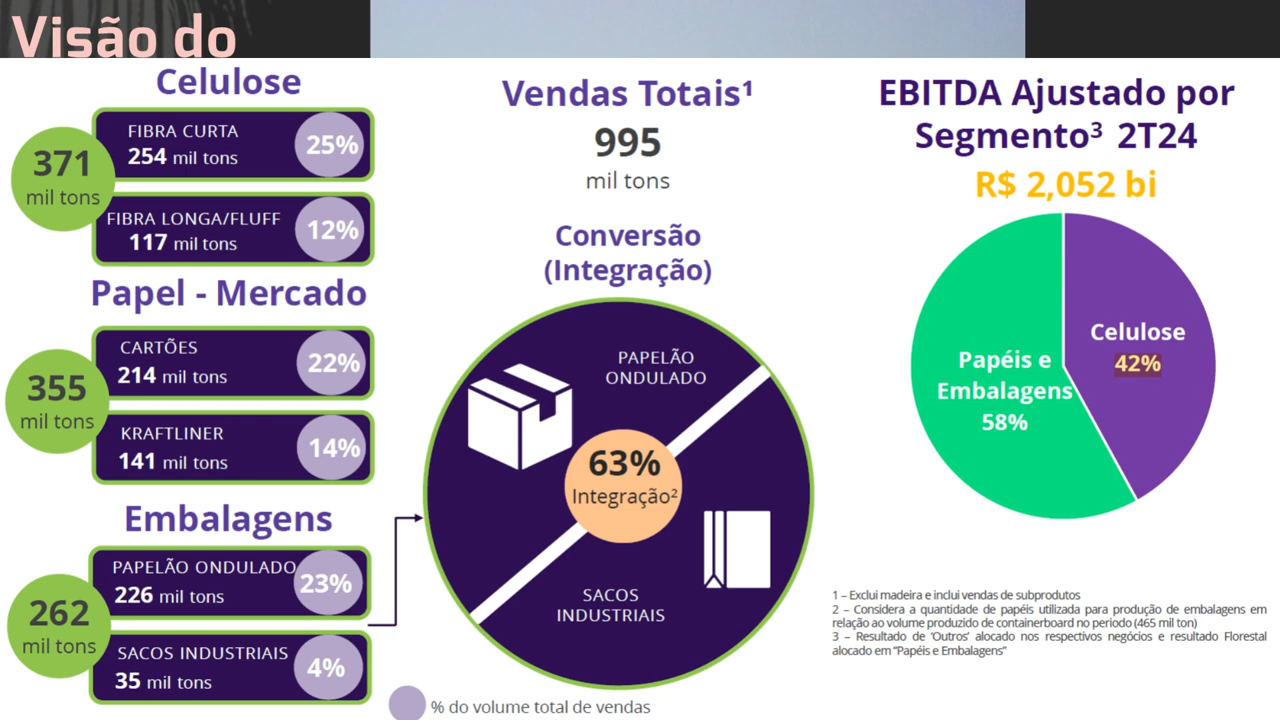 Visão do
Celulose
371
mil tons
FIBRA CURTA
254 mil tons
25%
FIBRA LONGA/FLUFF
117 mil tons
12%
Papel - Mercado
355
mil tons
CARTÕES
214 mil tons
22%
KRAFTLINER
141 mil tons
14%
Embalagens
262
mil tons
PAPELÃO ONDULADO
226 mil tons
23%
SACOS INDUSTRIAIS
35 mil tons
4%
Vendas Totais¹
995
mil tons
Conversão
(Integração)
PAPELÃO
ONDULADO
63%
Integração²
SACOS
INDUSTRIAIS
% do volume total de vendas
EBITDA Ajustado por
Segmento³ 2T24
R$ 2,052 bi
Celulose
42%
Papéis e
Embalagens
58%
1 – Exclui madeira e inclui vendas de subprodutos
2 – Considera a quantidade de papéis utilizada para produção de embalagens em
relação ao volume produzido de containerboard no periodo (465 mil ton)
3 – Resultado de ‘Outros’ alocado nos respectivos negócios e resultado Florestal
alocado em “Papéis e Embalagens”